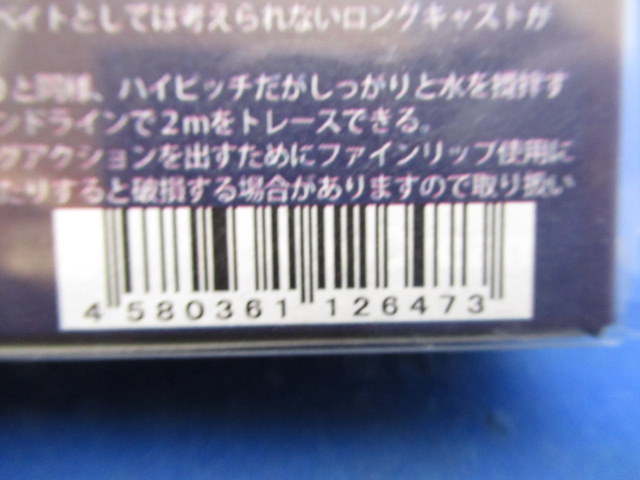 ベイトとしては考えられないロングキャストが
と同様、ハイピッチだがしっかりと水を攪拌す
ンドラインで2mをトレースできる。
グアクションを出すためにファインリップ使用に
たりすると破損する場合がありますので取り扱い
4 580361 126473